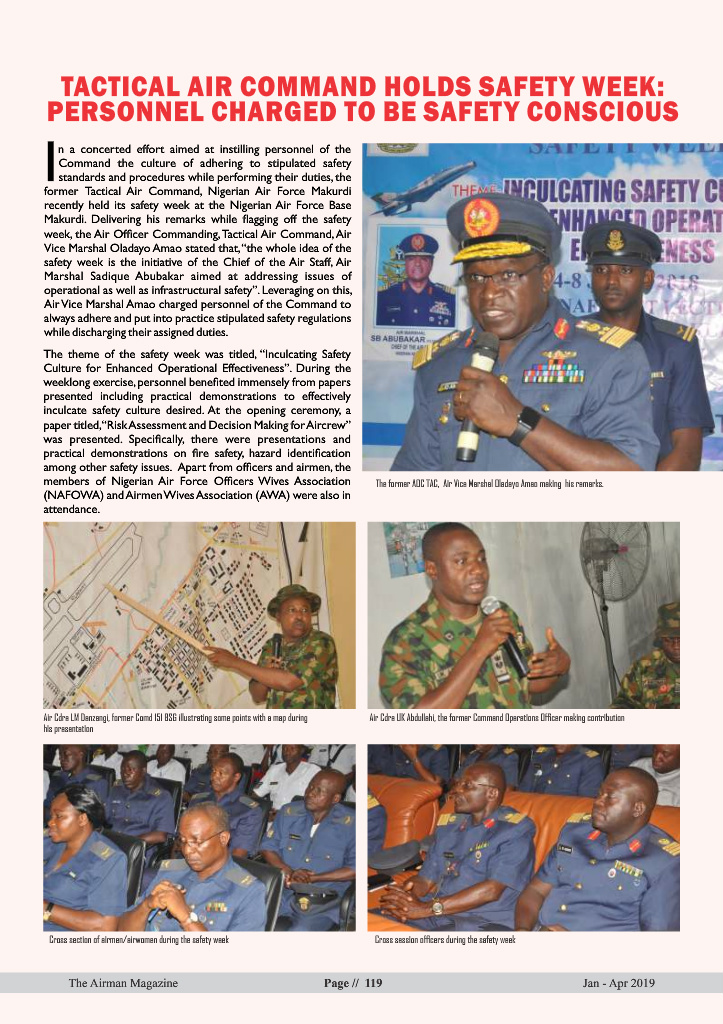 TACTICAL AIR COMMAND HOLDS SAFETY WEEK:
PERSONNEL CHARGED TO BE SAFETY CONSCIOUS
In a concerted effort aimed at instilling personnel of the
Command the culture of adhering to stipulated safety
standards and procedures while performing their duties, the
former Tactical Air Command, Nigerian Air Force Makurdi
recently held its safety week at the Nigerian Air Force Base
Makurdi. Delivering his remarks while flagging off the safety
week, the Air Officer Commanding, Tactical Air Command, Air
Vice Marshal Oladayo Amao stated that, “the whole idea of the
safety week is the initiative of the Chief of the Air Staff, Air
Marshal Sadique Abubakar aimed at addressing issues of
operational as well as infrastructural safety”. Leveraging on this,
Air Vice Marshal Amao charged personnel of the Command to
always adhere and put into practice stipulated safety regulations
while discharging their assigned duties.
The theme of the safety week was titled, “Inculcating Safety
Culture for Enhanced Operational Effectiveness”. During the
weeklong exercise, personnel benefited immensely from papers
presented including practical demonstrations to effectively
inculcate safety culture desired. At the opening ceremony, a
paper titled, “Risk Assessment and Decision Making for Aircrew”
was presented. Specifically, there were presentations and
practical demonstrations on fire safety, hazard identification
among other safety issues. Apart from officers and airmen, the
members of Nigerian Air Force Officers Wives Association
(NAFOWA) and Airmen Wives Association (AWA) were also in
attendance.
SAFETY WEE
THEME: INCULCATING SAFETY CU
ENHANCED OPERAT
NESS
2018
AIR MARSHAL
SB ABUBAKAR
The former AOC TAC, Air Vice Marshal Oladayo Amao making his remarks.
Air Cdre LM Danzangi, former Comd 151 BSG illustrating some points with a map during
his presentation
Air Cdre UK Abdullahi, the former Command Operations Officer making contribution
Cross section of airmen/airwomen during the safety week
Cross session officers during the safety week
The Airman Magazine
Page // 119
Jan - Apr 2019